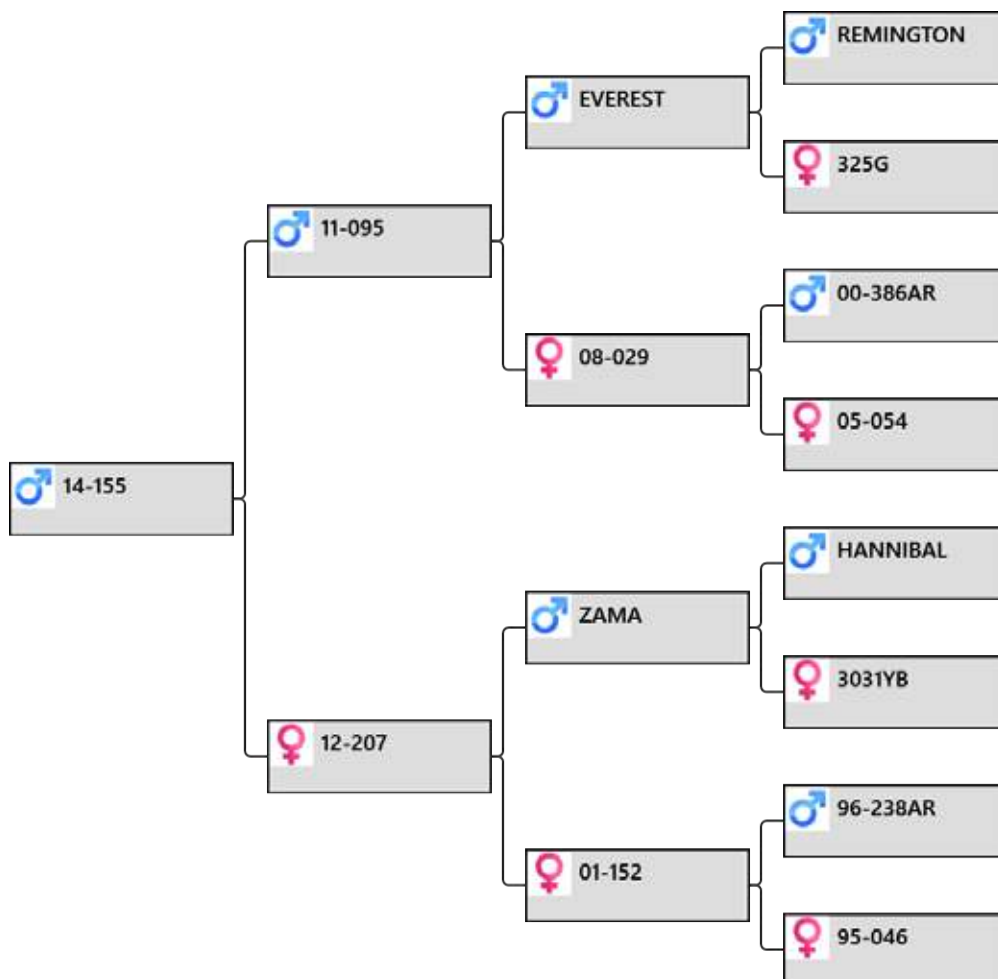 REMINGTON
EVEREST
325G
11-095
00-386AR
08-029
05-054
14-155
HANNIBAL
ZAMA
3031YB
12-207
96-238AR
01-152
95-046